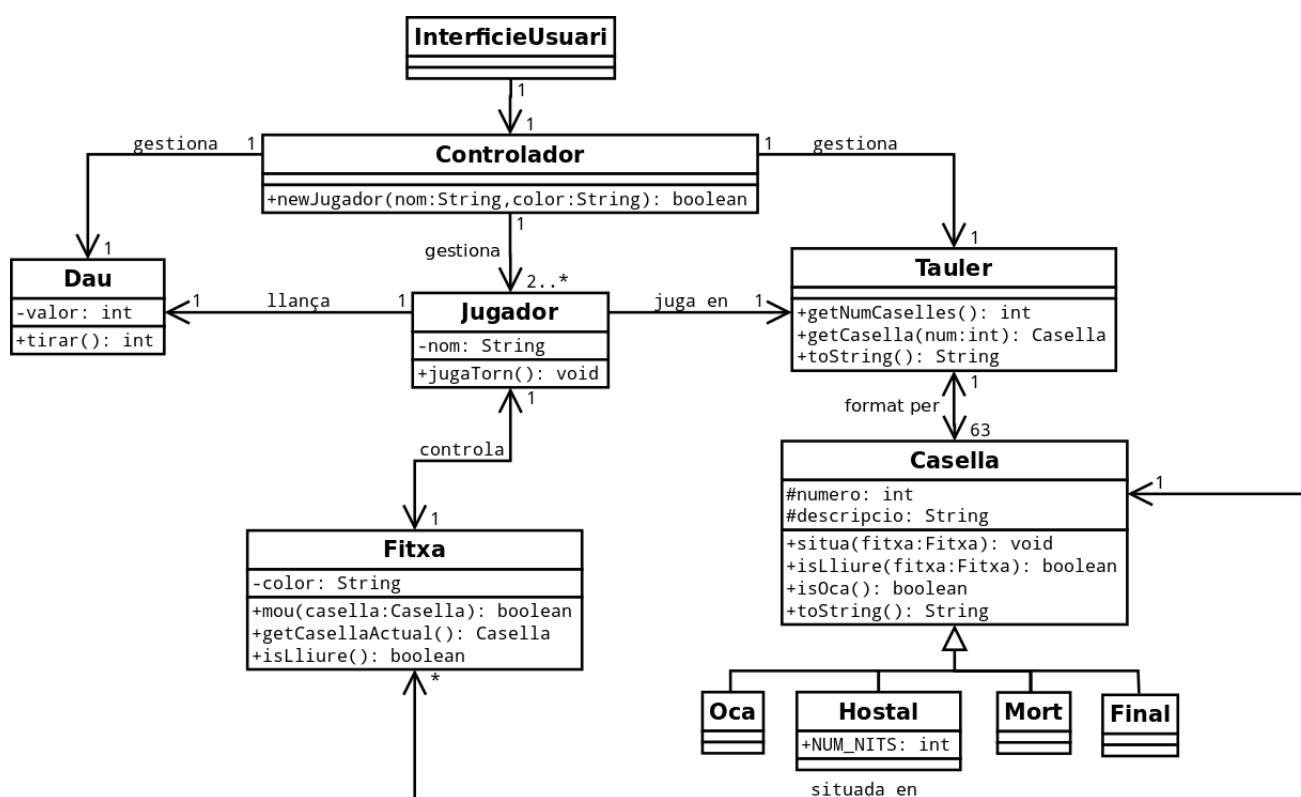 InterficieUsuari
1
1
gestiona 1
1 gestiona
Controlador
+newJugador(nom:String,color:String): boolean
1
gestiona
2..*
1
1
Dau
-valor: int
+tirar(): int
1 llança 1
Jugador
-nom: String
+jugaTorn(): void
1
juga en 1
Tauler
+getNumCaselles(): int
+getCasella(num:int): Casella
+toString(): String
1
format per
63
controla
1
Casella
#numero: int
#descripcio: String
+situa(fitxa:Fitxa): void
+isLliure(fitxa:Fitxa): boolean
+isOca(): boolean
+toString(): String
1
Fitxa
-color: String
+mou(casella:Casella): boolean
+getCasellaActual(): Casella
+isLliure(): boolean
*
Oca
Hostal
+NUM_NITS: int
Mort
Final
situada en